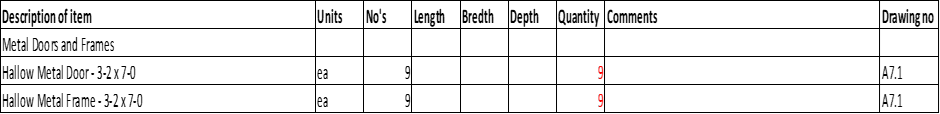 Description of item Units No's Length Bredth Depth Quantity Comments Drawing no
Metal Doors and Frames
Hallow Metal Door - 3-2 x 7-0 ea 9 9 A7.1
Hallow Metal Frame - 3-2 x 7-0 ea 9 9 A7.1